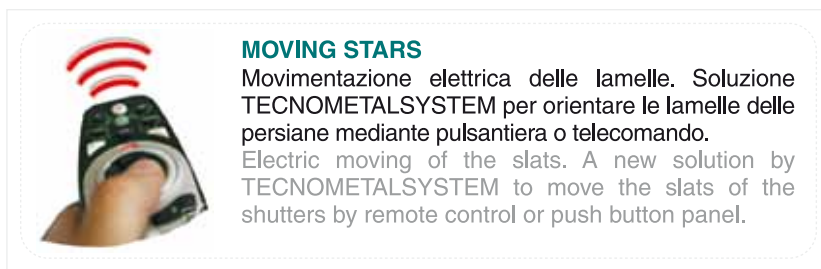 MOVING STARS
Movimentazione elettrica delle lamelle. Soluzione
TECNOMETALSYSTEM per orientare le lamelle delle
persiane mediante pulsantiera o telecomando.
Electric moving of the slats. A new solution by
TECNOMETALSYSTEM to move the slats of the
shutters by remote control or push button panel.